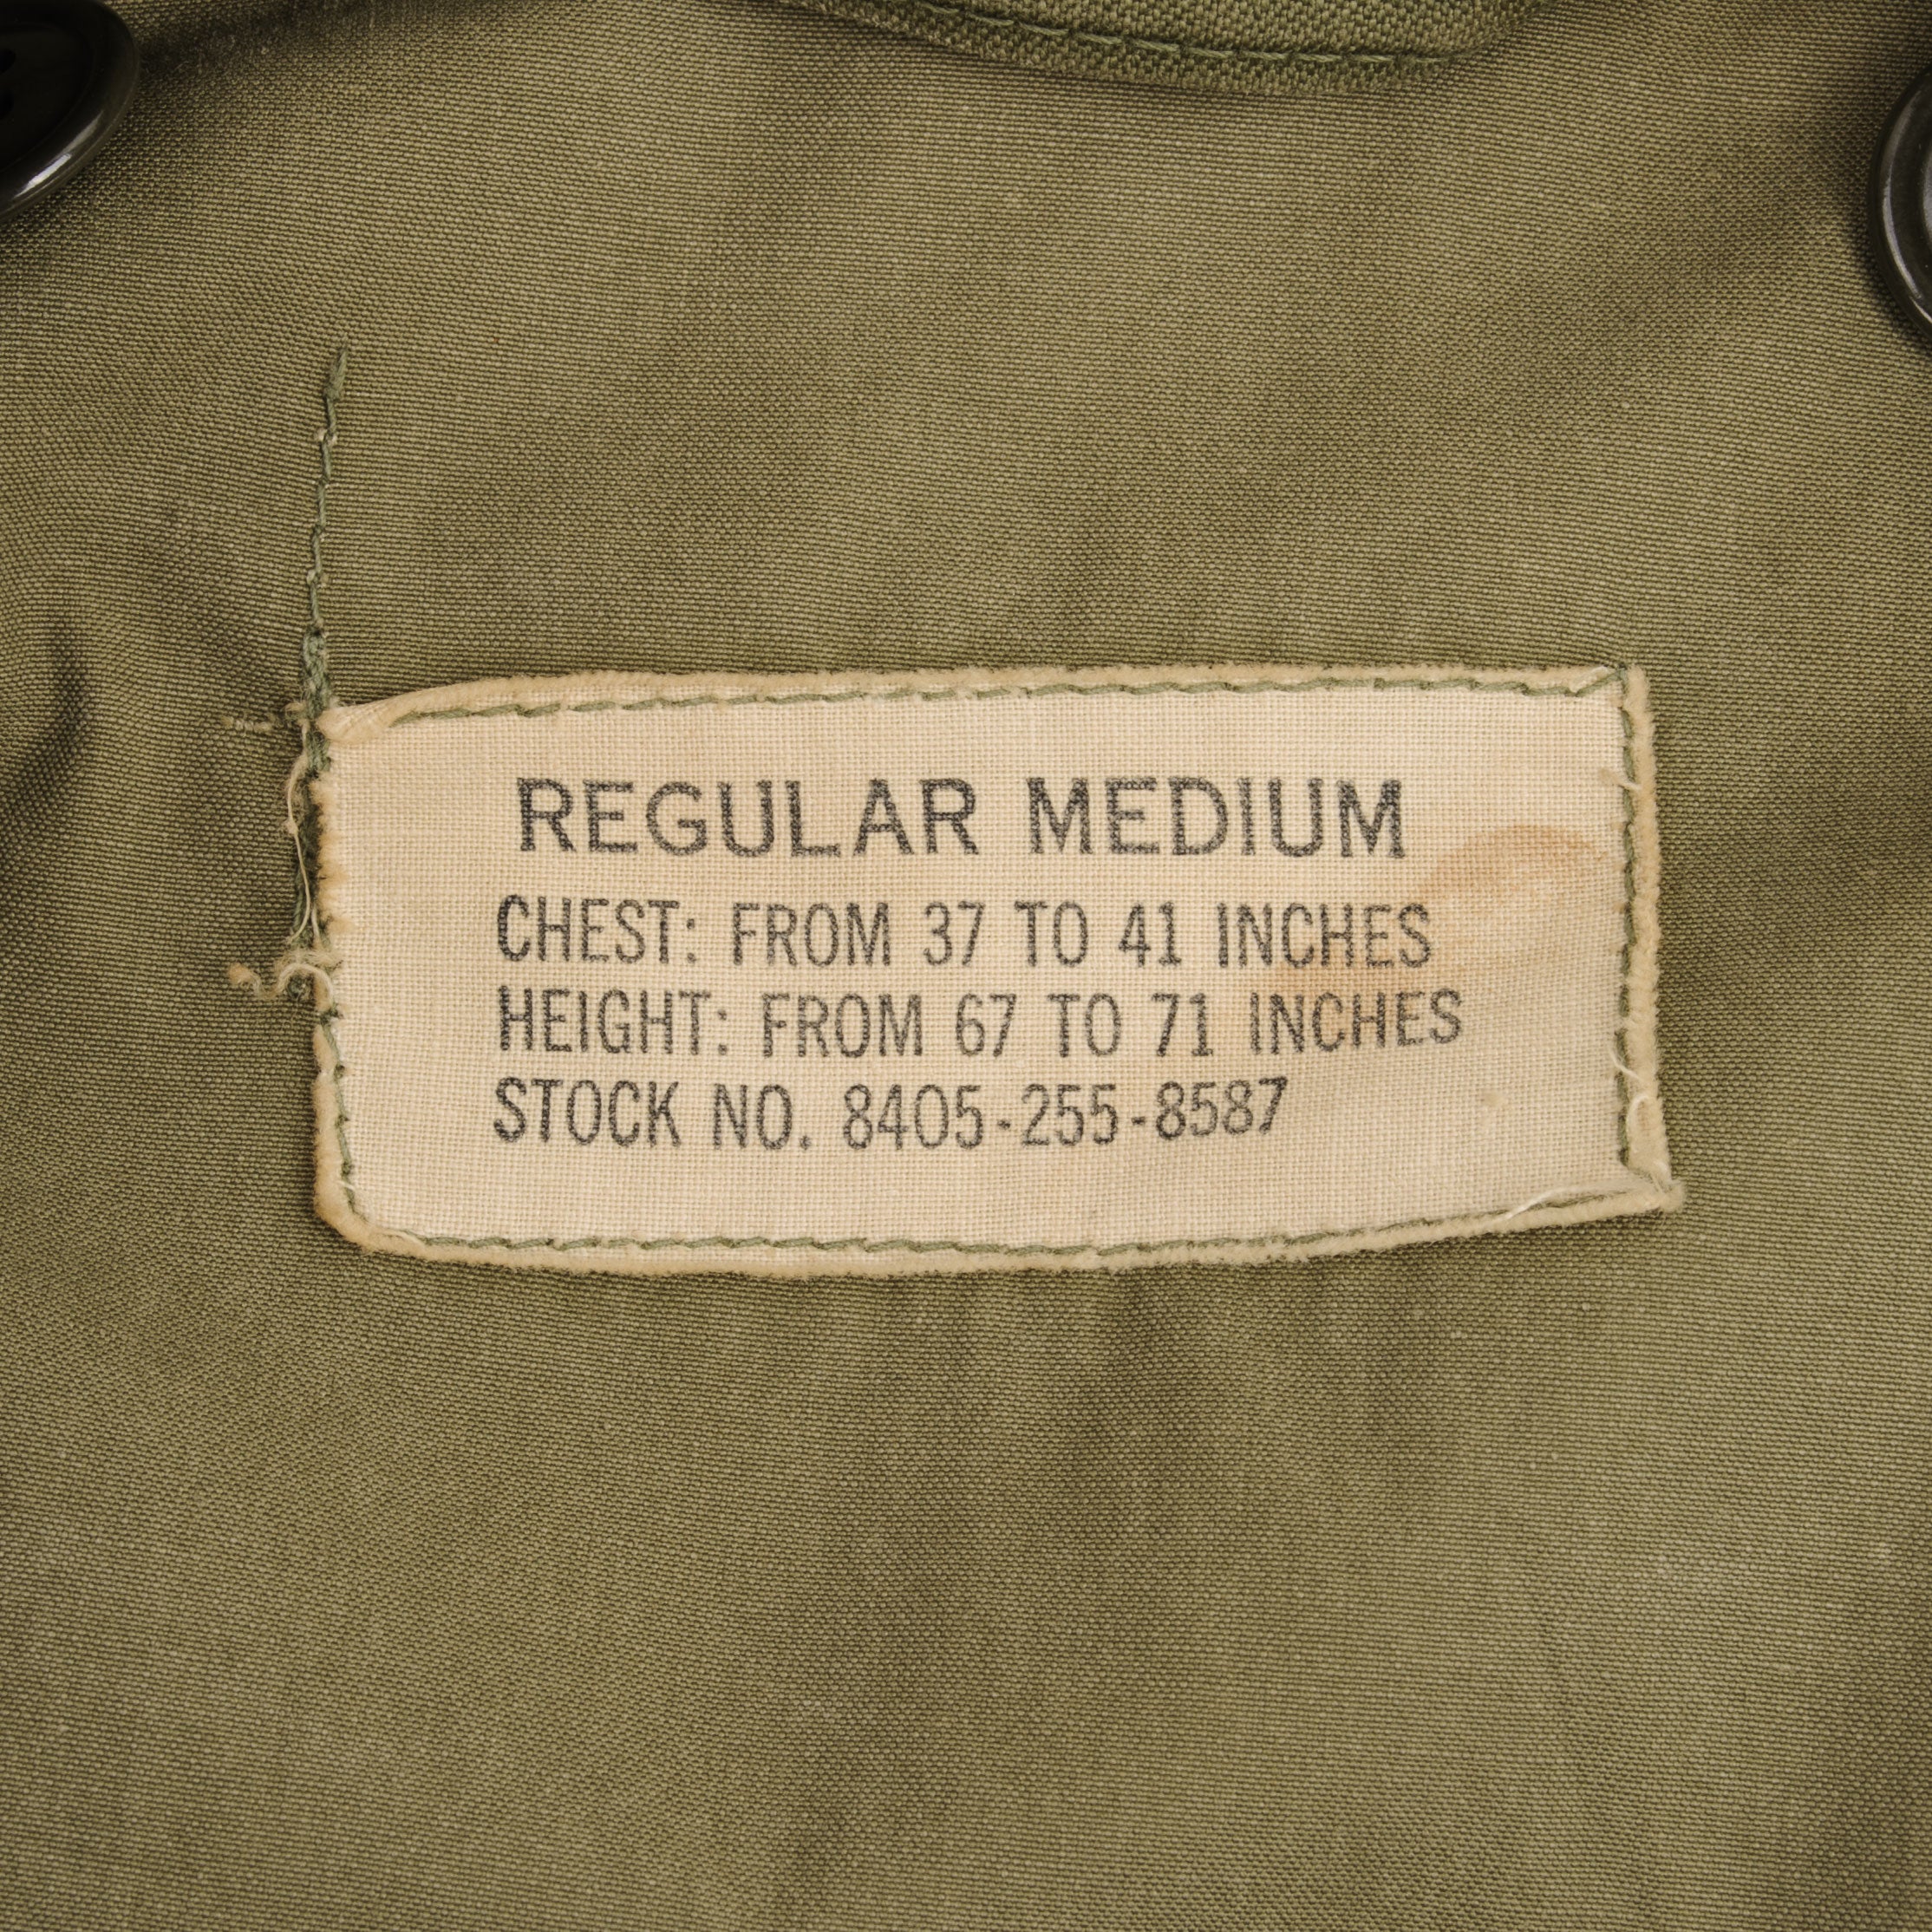 REGULAR MEDIUM
CHEST: FROM 37 TO 41 INCHES
HEIGHT: FROM 67 TO 71 INCHES
STOCK NO. 8405-255-8587